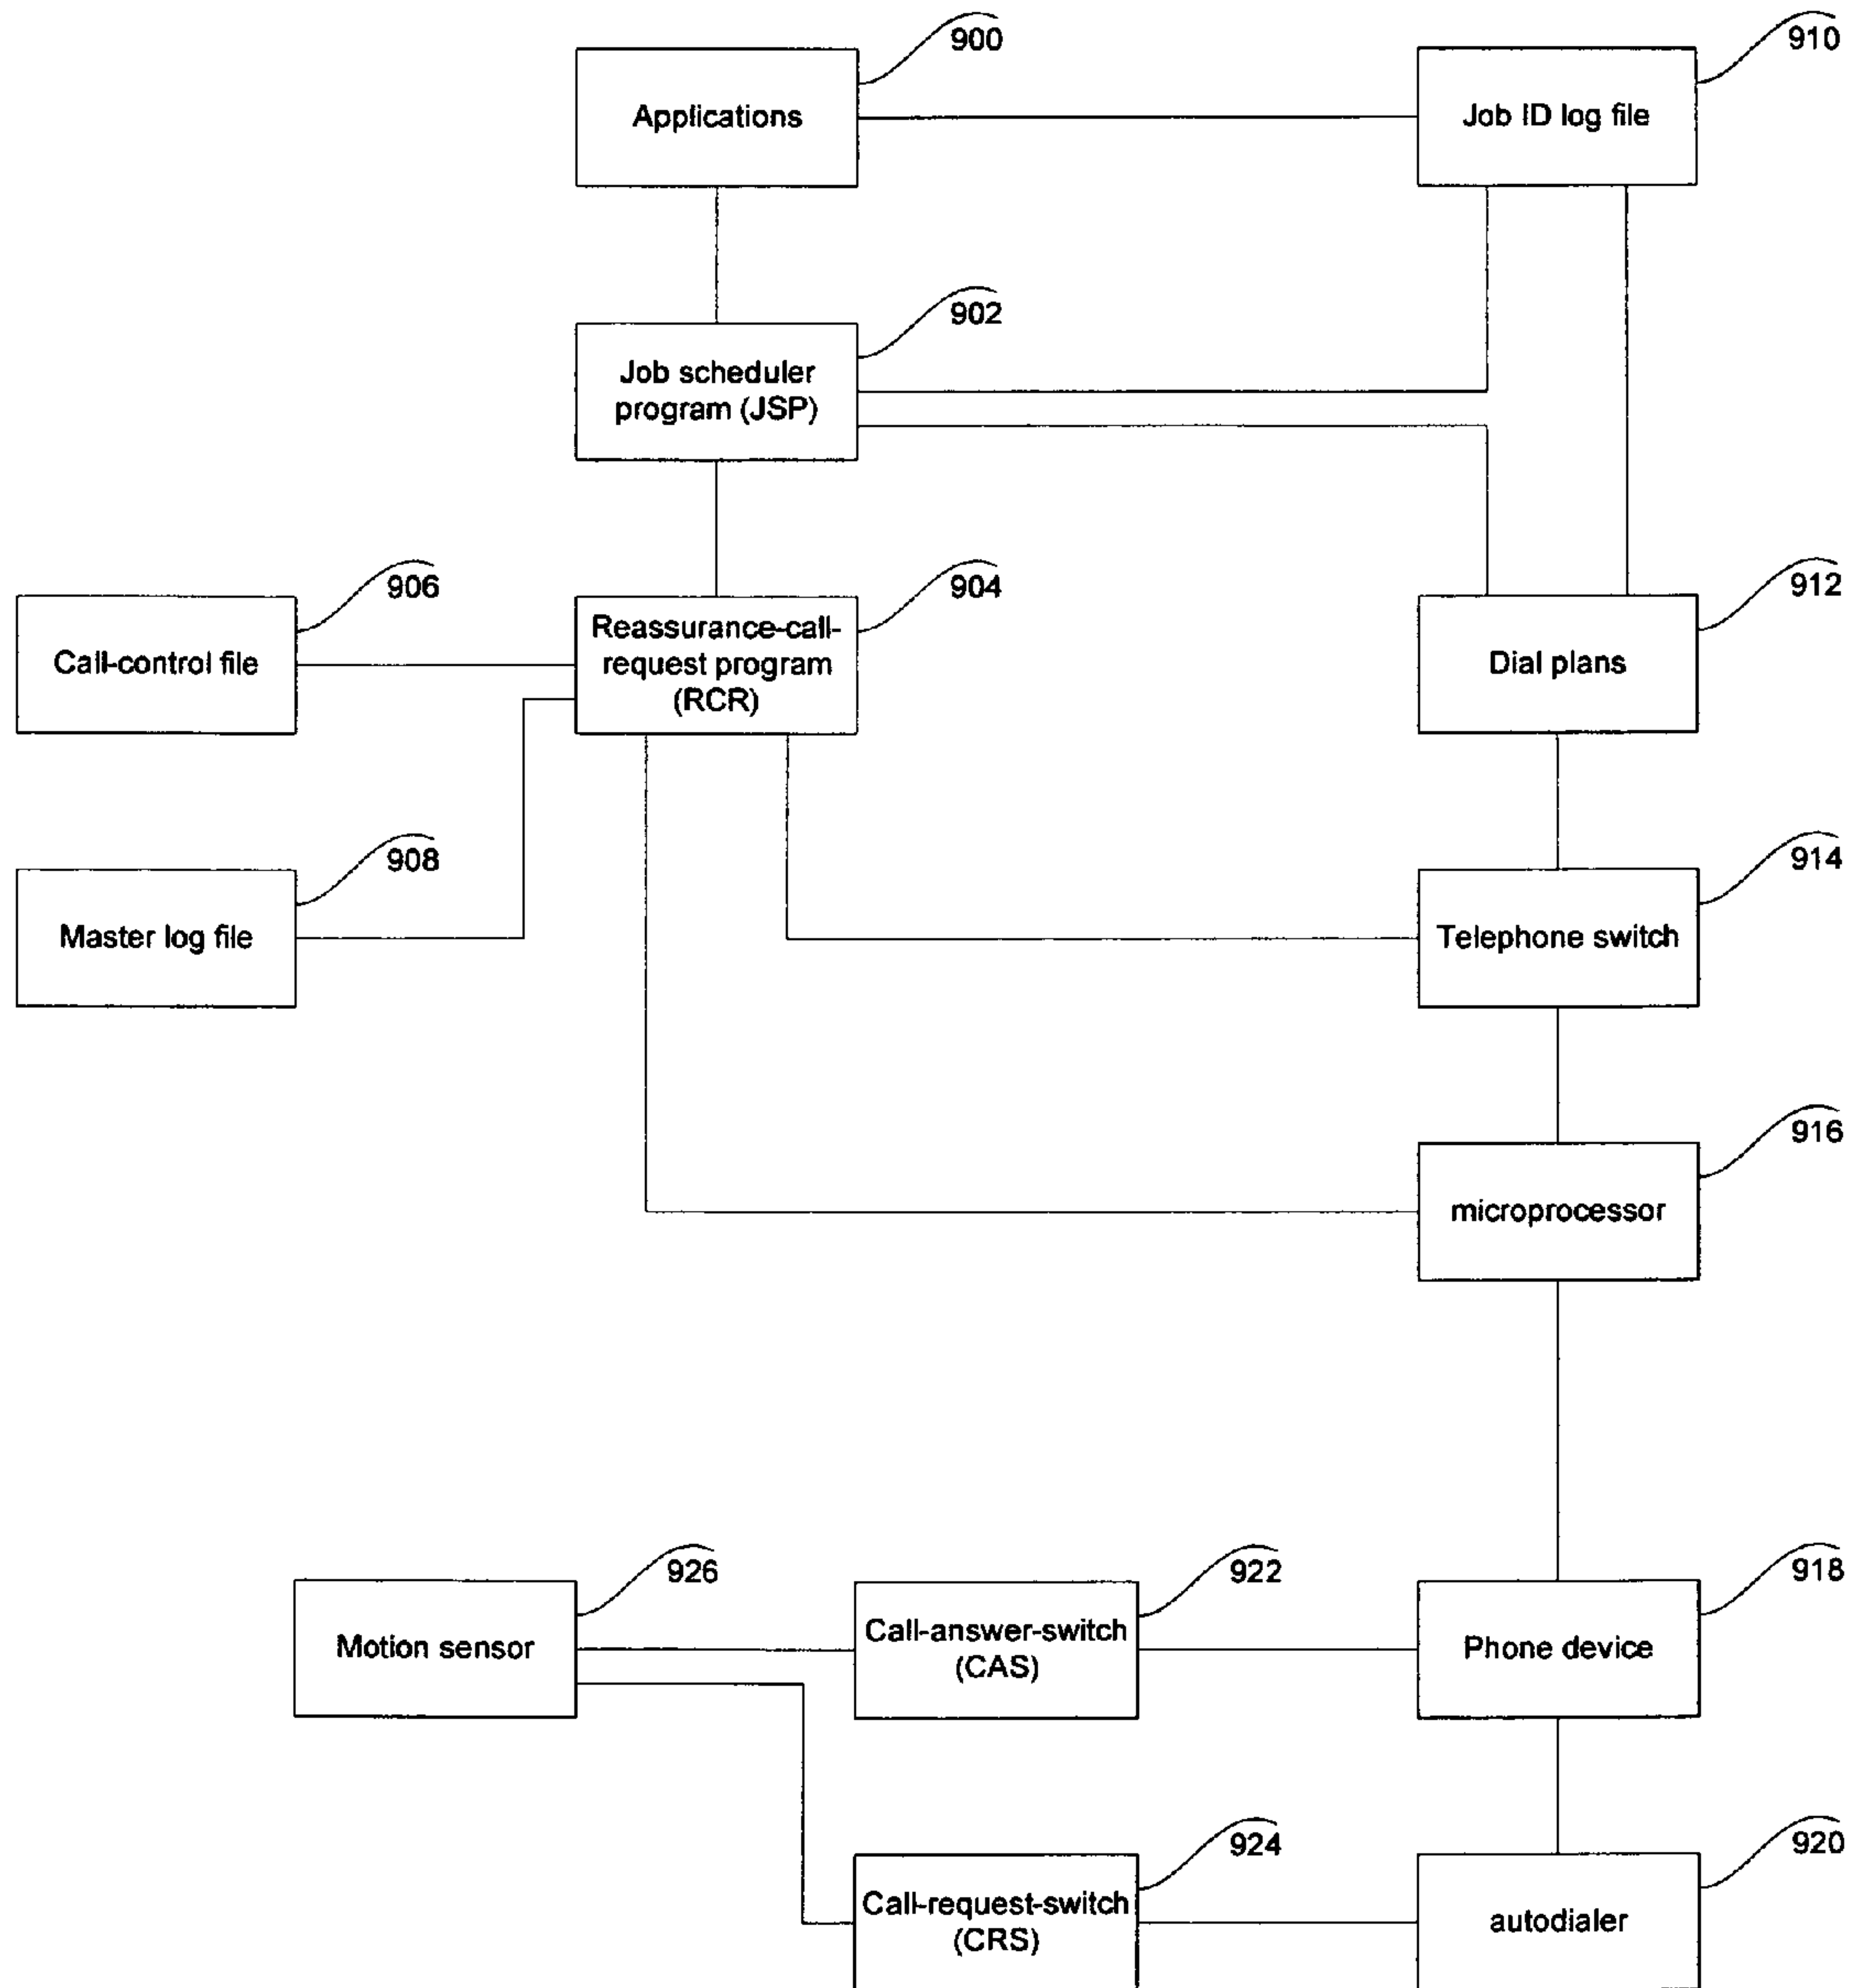 900
910
Applications
Job ID log file
902
Job scheduler
program (JSP)
906
904
912
Call-control file
Reassurance-call-
request program
(RCR)
Dial plans
908
914
Master log file
Telephone switch
916
microprocessor
926
922
918
Motion sensor
Call-answer-switch
(CAS)
Phone device
924
920
Call-request-switch
(CRS)
autodialer